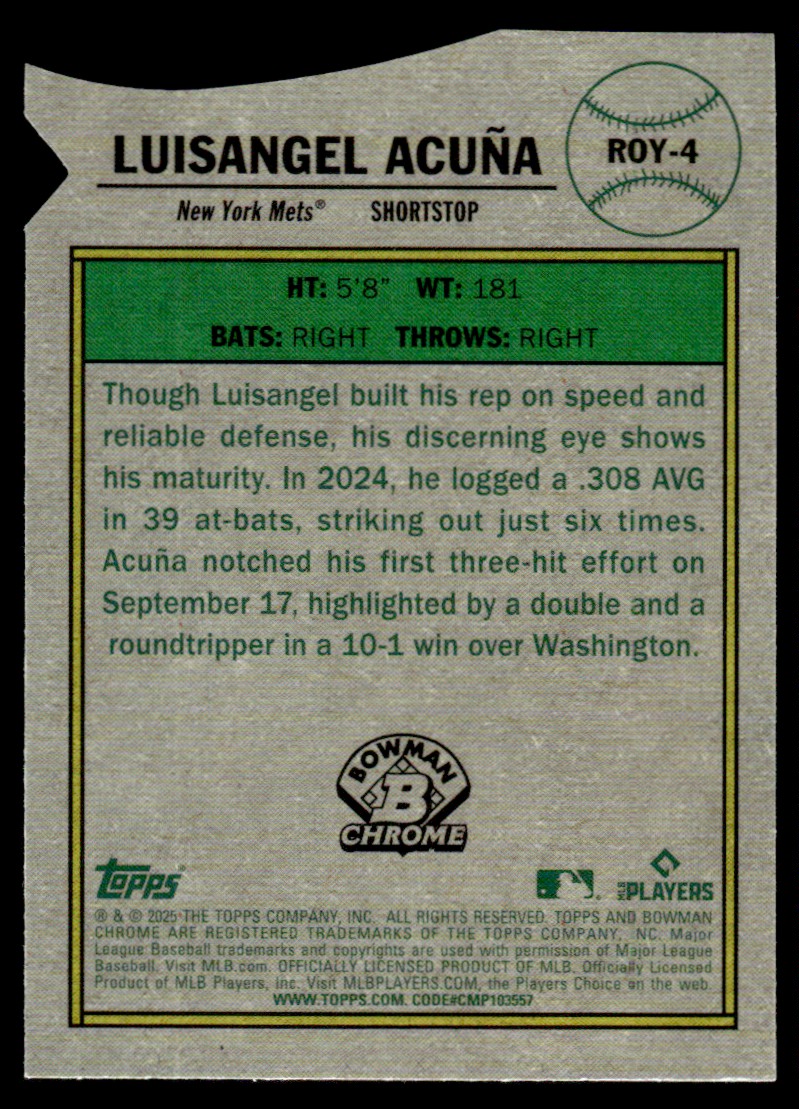 LUISANGEL ACUÑA
ROY-4
New York Mets® SHORTSTOP
HT: 5'8" WT: 181
BATS: RIGHT THROWS: RIGHT
Though Luisangel built his rep on speed and
reliable defense, his discerning eye shows
his maturity. In 2024, he logged a .308 AVG
in 39 at-bats, striking out just six times.
Acuña notched his first three-hit effort on
September 17, highlighted by a double and a
roundtripper in a 10-1 win over Washington.
BOWMAN
B
CHROME
topps
MLB PLAYERS
® & © 2025 THE TOPPS COMPANY, INC. ALL RIGHTS RESERVED. TOPPS AND BOWMAN
CHROME ARE REGISTERED TRADEMARKS OF THE TOPPS COMPANY, INC. Major
League Baseball trademarks and copyrights are used with permission of Major League
Baseball. Visit MLB.com. OFFICIALLY LICENSED PRODUCT OF MLB. Officially Licensed
Product of MLB Players, Inc. Visit MLBPLAYERS.COM, the Players Choice on the web.
WWW.TOPPS.COM. CODE#CMP103557